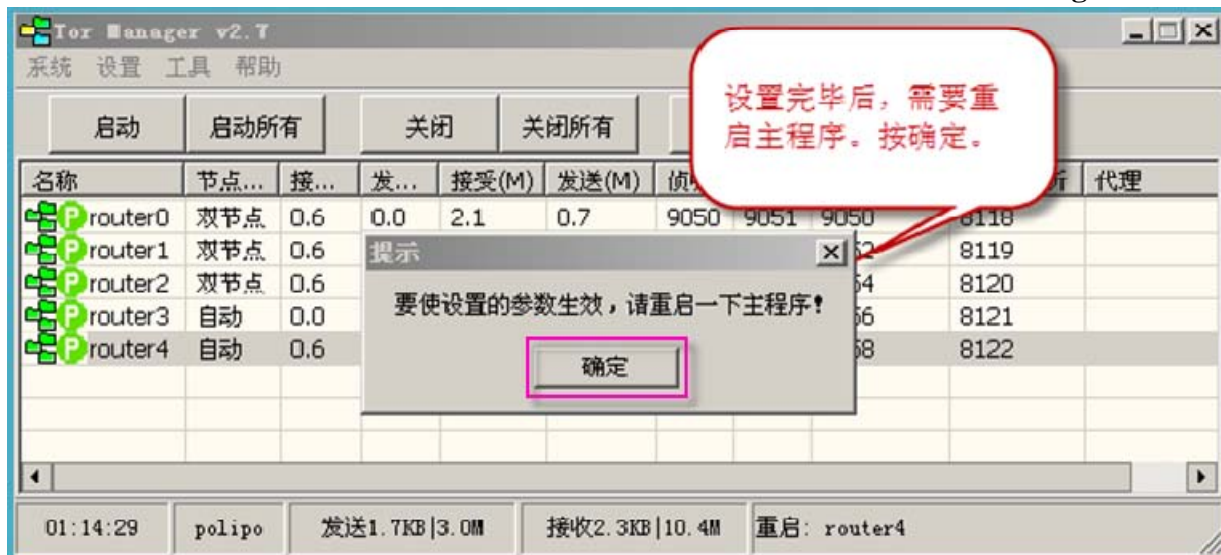 Tor Manager v2.7
系统 设置 工具 帮助
设置完毕后，需要重
启主程序。按确定。
启动 启动所有 关闭 关闭所有
名称 节点... 接... 发... 接受(M) 发送(M) 代理
router0 双节点 0.6 0.0 2.1 0.7 9050 9051 9050 8118
router1 双节点 0.6 8119
router2 双节点 0.6 8120
router3 自动 0.0 8121
router4 自动 0.6 8122
提示
要使设置的参数生效，请重启一下主程序！
确定
01:14:29 polipo 发送1.7KB|3.0M 接收2.3KB|10.4M 重启: router4